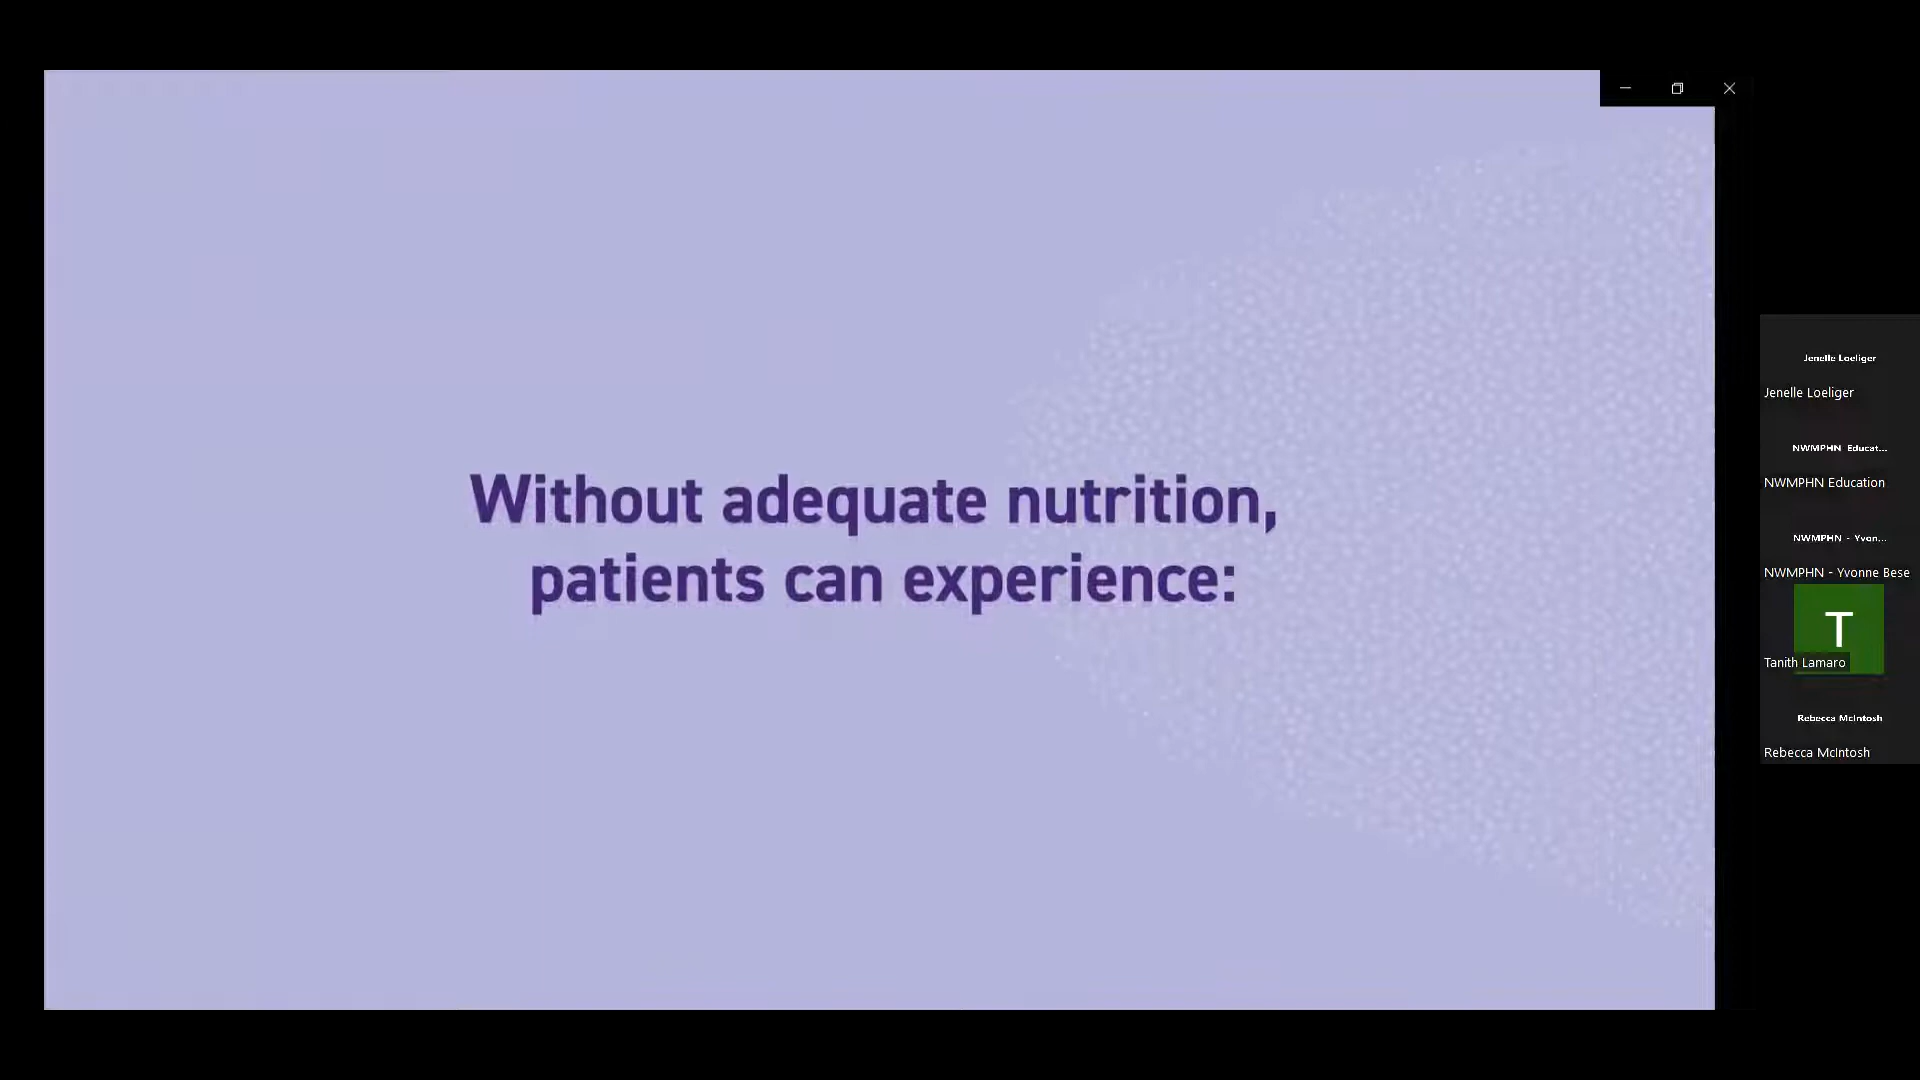 Without adequate nutrition,
patients can experience:
Jenelle Loeliger
Jenelle Loeliger
NWMPHN Educat...
NWMPHN Education
NWMPHN - Yvon...
NWMPHN - Yvonne Bese
T
Tanith Lamaro
Rebecca McIntosh
Rebecca McIntosh